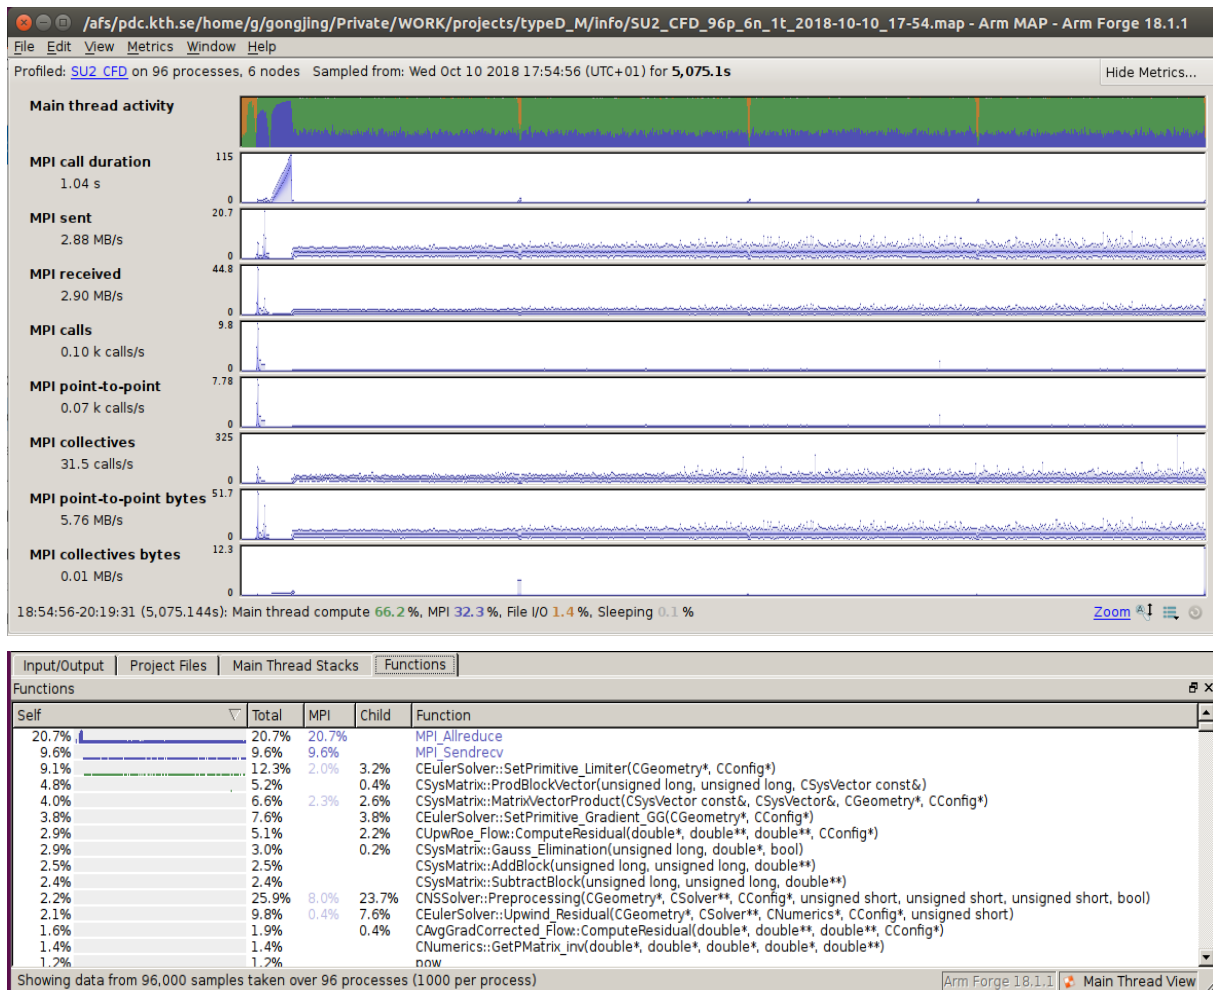 /afs/pdc.kth.se/home/g/gongjing/Private/WORK/projects/typeD_M/info/SU2_CFD_96p_6n_1t_2018-10-10_17-54.map - Arm MAP - Arm Forge 18.1.1
File Edit View Metrics Window Help
Profiled: SU2_CFD on 96 processes, 6 nodes Sampled from: Wed Oct 10 2018 17:54:56 (UTC+01) for 5,075.1s Hide Metrics...
Main thread activity
MPI call duration 115
1.04 s
0
MPI sent 20.7
2.88 MB/s
0
MPI received 44.8
2.90 MB/s
0
MPI calls 9.8
0.10 k calls/s
0
MPI point-to-point 7.78
0.07 k calls/s
0
MPI collectives 325
31.5 calls/s
0
MPI point-to-point bytes 51.7
5.76 MB/s
0
MPI collectives bytes 12.3
0.01 MB/s
0
18:54:56-20:19:31 (5,075.144s): Main thread compute 66.2 %, MPI 32.3 %, File I/O 1.4 %, Sleeping 0.1 % Zoom
Input/Output Project Files Main Thread Stacks Functions
Functions
Self Total MPI Child Function
20.7% 20.7% 20.7% MPI_Allreduce
9.6% 9.6% 9.6% MPI_Sendrecv
9.1% 12.3% 2.0% 3.2% CEulerSolver::SetPrimitive_Limiter(CGeometry*, CConfig*)
4.8% 5.2% 0.4% CSysMatrix::ProdBlockVector(unsigned long, unsigned long, CSysVector const&)
4.0% 6.6% 2.3% 2.6% CSysMatrix::MatrixVectorProduct(CSysVector const&, CSysVector&, CGeometry*, CConfig*)
3.8% 7.6% 3.8% CEulerSolver::SetPrimitive_Gradient_GG(CGeometry*, CConfig*)
2.9% 5.1% 2.2% CUpwRoe_Flow::ComputeResidual(double*, double**, double**, CConfig*)
2.9% 3.0% 0.2% CSysMatrix::Gauss_Elimination(unsigned long, double*, bool)
2.5% 2.5% CSysMatrix::AddBlock(unsigned long, unsigned long, double**)
2.4% 2.4% CSysMatrix::SubtractBlock(unsigned long, unsigned long, double**)
2.2% 25.9% 8.0% 23.7% CNSSolver::Preprocessing(CGeometry*, CSolver**, CConfig*, unsigned short, unsigned short, unsigned short, bool)
2.1% 9.8% 0.4% 7.6% CEulerSolver::Upwind_Residual(CGeometry*, CSolver**, CNumerics*, CConfig*, unsigned short)
1.6% 1.9% 0.4% CAvgGradCorrected_Flow::ComputeResidual(double*, double**, double**, CConfig*)
1.4% 1.4% CNumerics::GetPMatrix_inv(double*, double*, double*, double*, double**)
1.2% 1.2% pow
Showing data from 96,000 samples taken over 96 processes (1000 per process) Arm Forge 18.1.1 Main Thread View